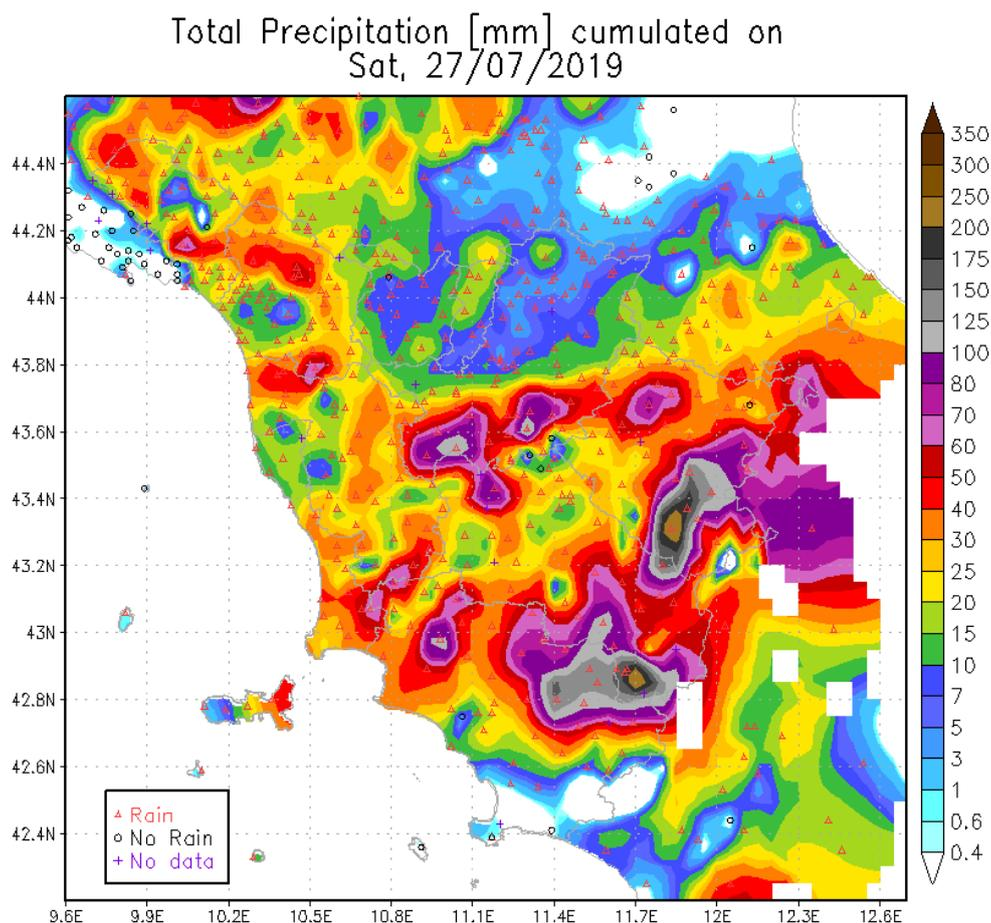 Total Precipitation [mm] cumulated on
Sat, 27/07/2019
44.4N
44.2N
44N
43.8N
43.6N
43.4N
43.2N
43N
42.8N
42.6N
42.4N
Rain
No Rain
No data
9.6E 9.9E 10.2E 10.5E 10.8E 11.1E 11.4E 11.7E 12E 12.3E 12.6E
350
300
250
200
175
150
125
100
80
70
60
50
40
30
25
20
15
10
7
5
3
1
0.6
0.4